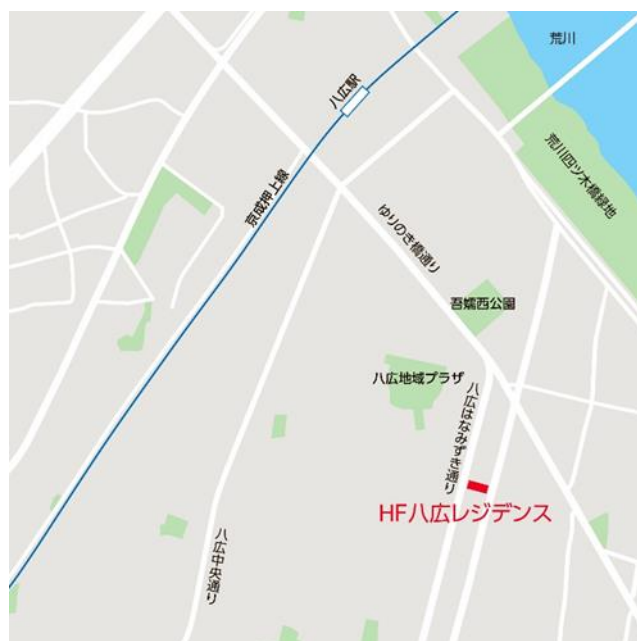 荒川
八広駅
荒川四ツ木橋緑地
京成押上線
ゆりのき橋通り
吾嬬西公園
八広地域プラザ
八広はなみずき通り
HF八広レジデンス
八広中央通り